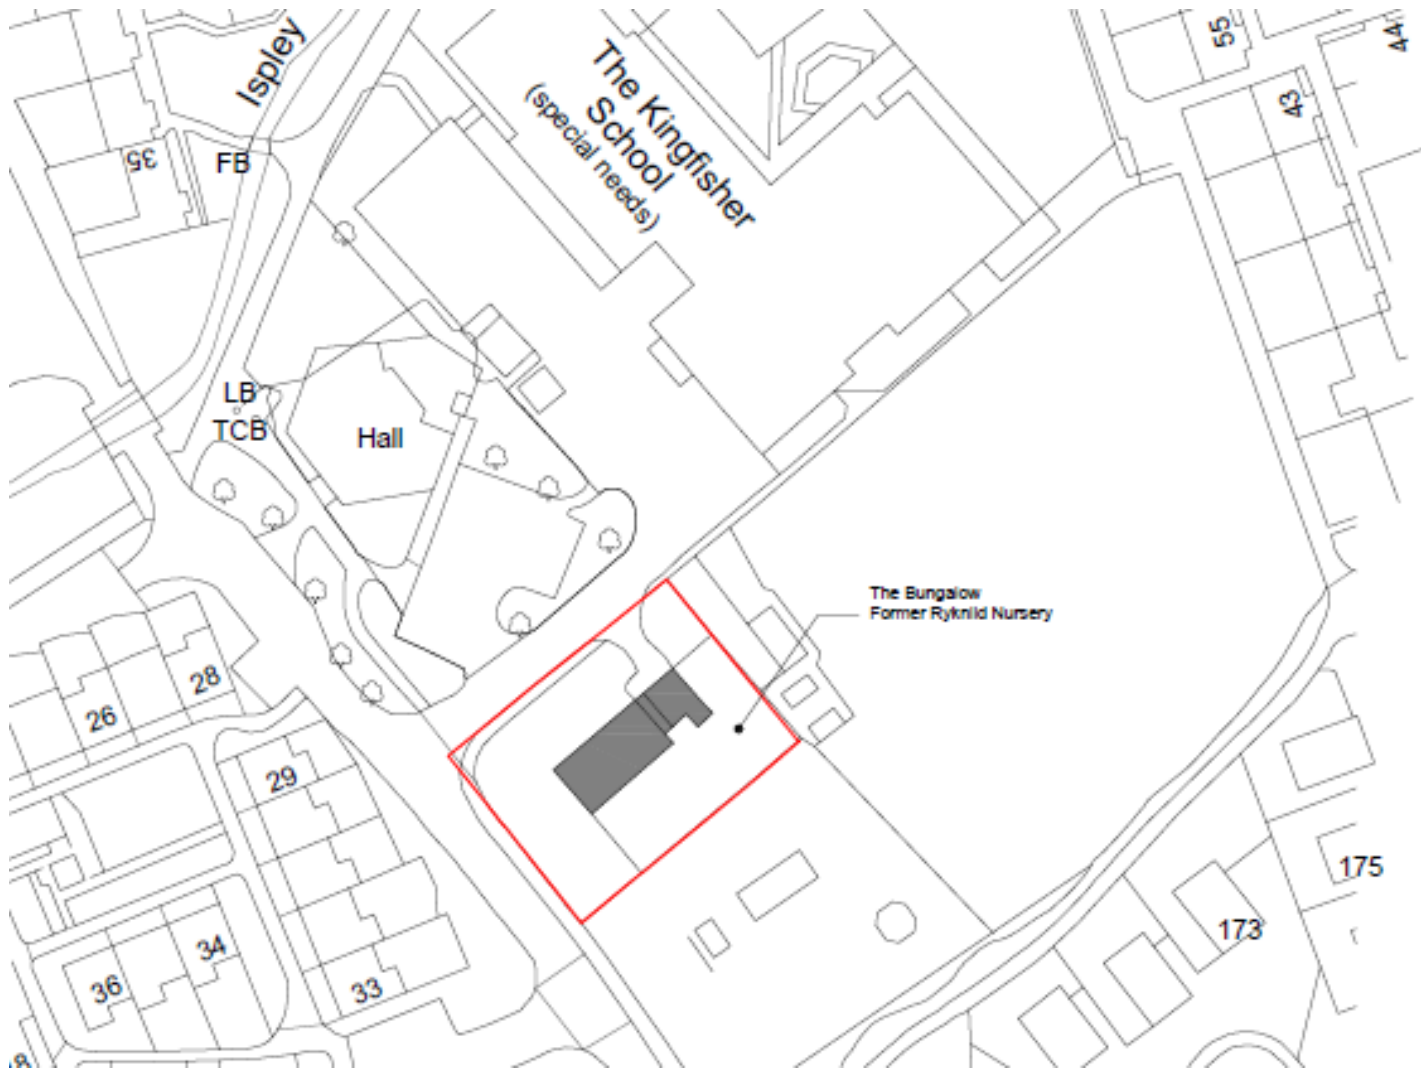 Ispley
The Kingfisher
School
(special needs)
55
44
43
35
FB
LB
TCB
Hall
The Bungalow
Former Ryknild Nursery
28
26
29
34
36
33
175
173